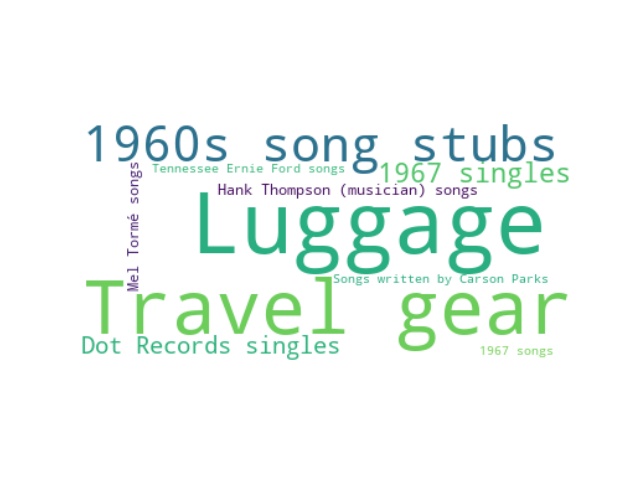 1960s song stubs
Tennessee Ernie Ford songs
1967 singles
Mel Tormé songs
Hank Thompson (musician) songs
Luggage
Songs written by Carson Parks
Travel gear
Dot Records singles
1967 songs